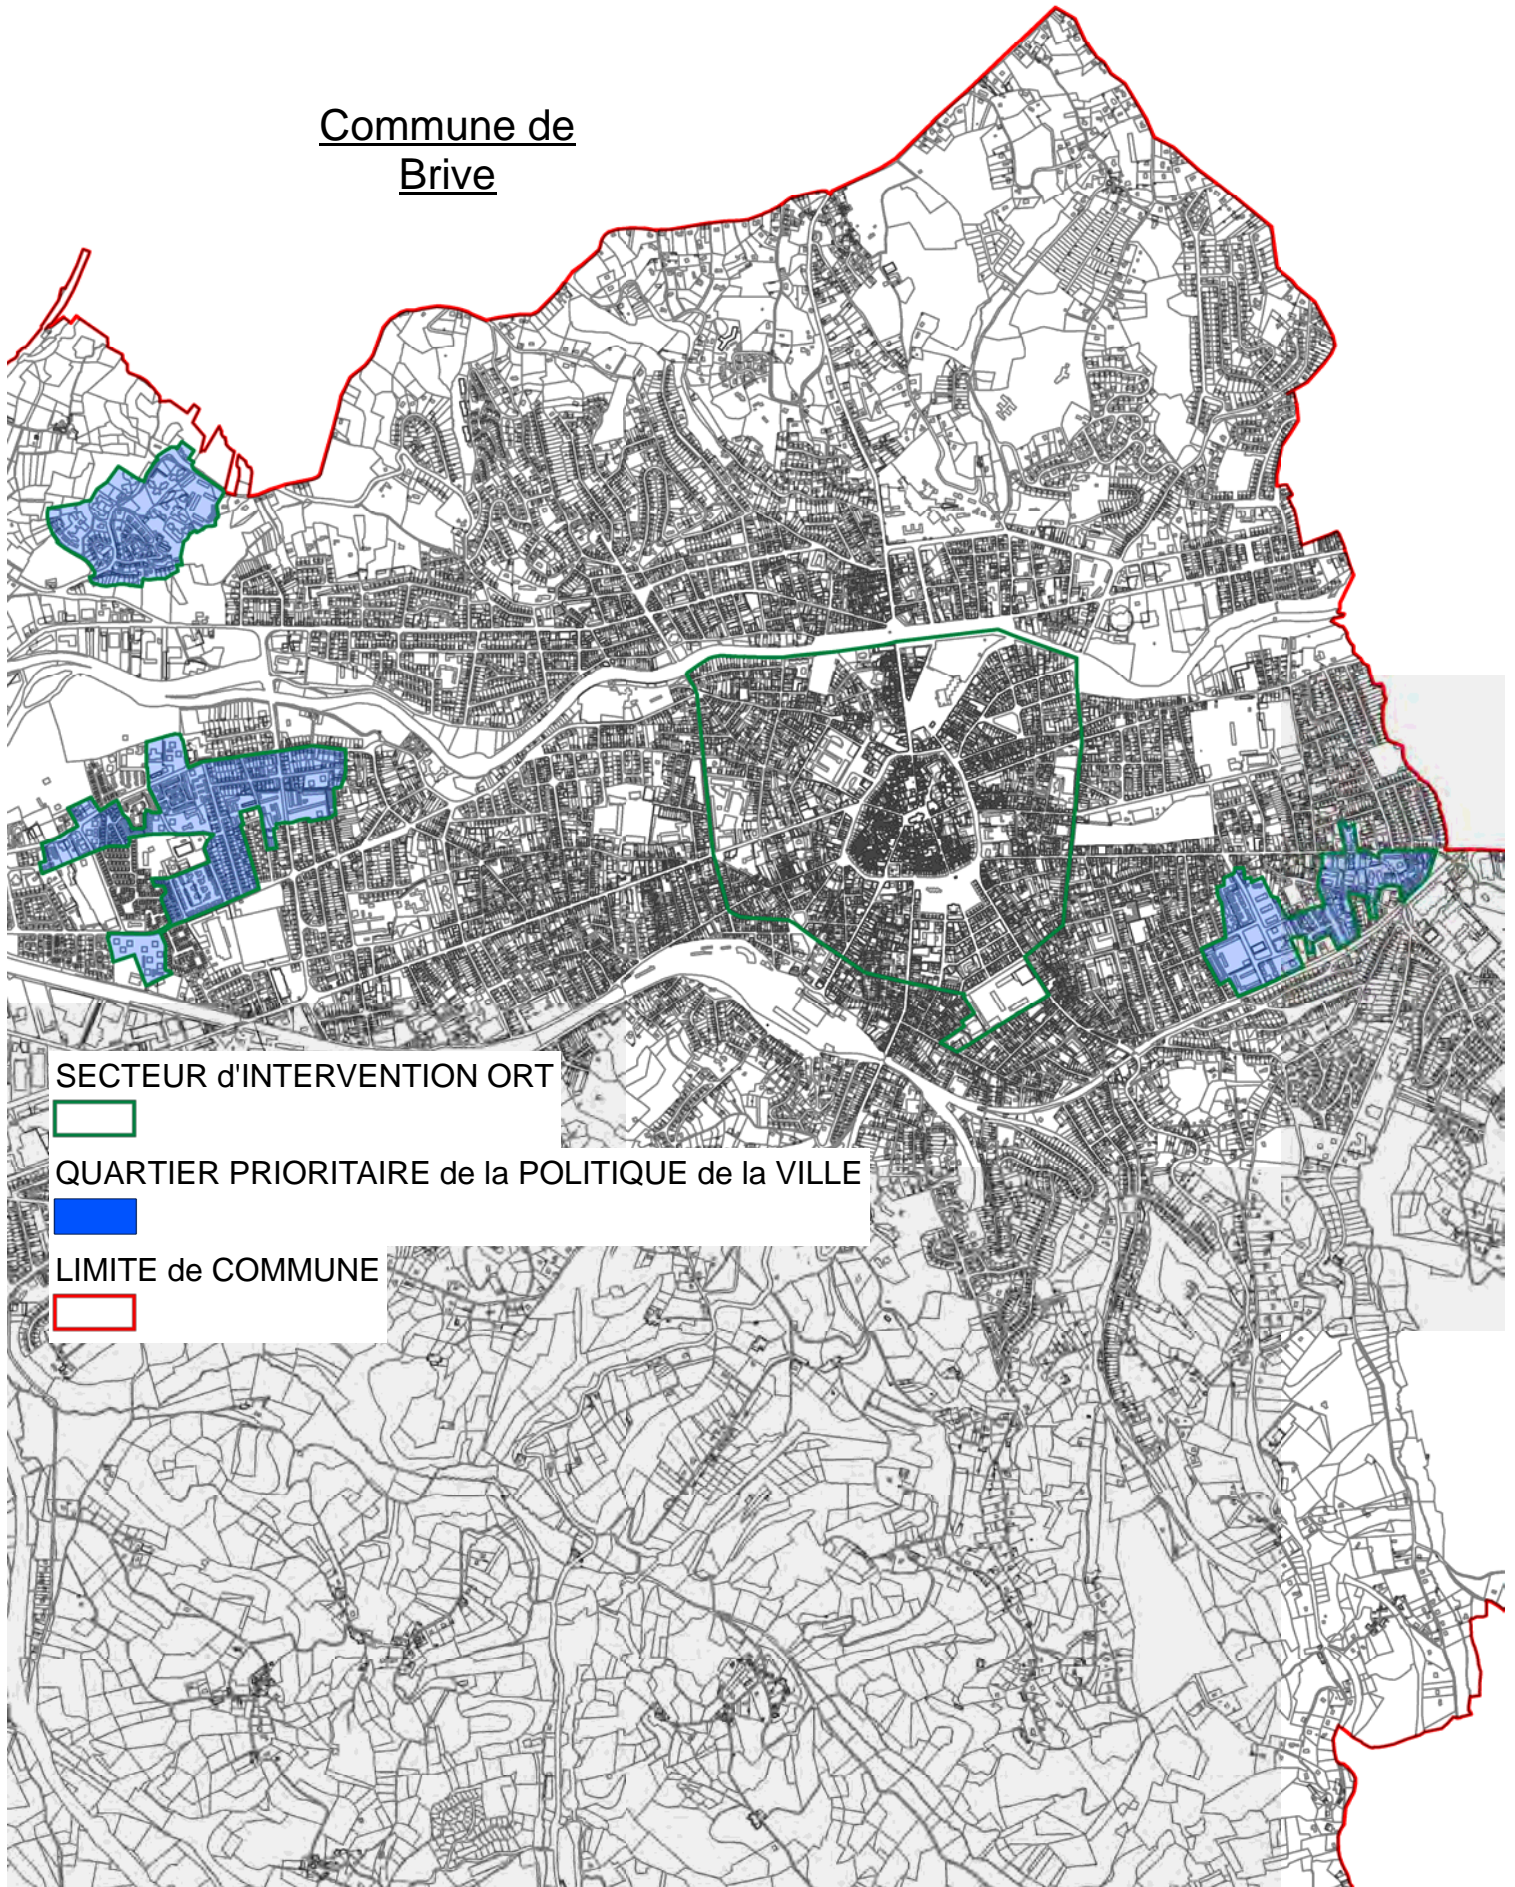 Commune de
Brive
SECTEUR d'INTERVENTION ORT
QUARTIER PRIORITAIRE de la POLITIQUE de la VILLE
LIMITE de COMMUNE